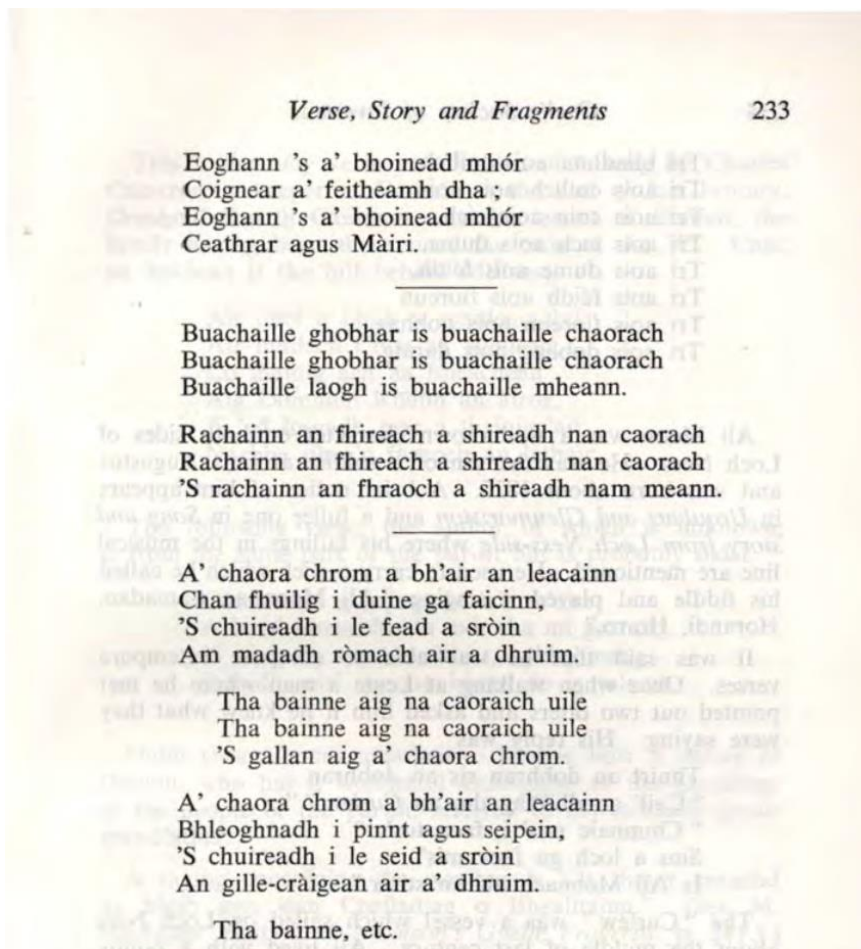 Verse, Story and Fragments 233
Eoghann 's a' bhoinead mhór
Coignear a' feitheamh dha ;
Eoghann 's a' bhoinead mhór
Ceathrar agus Màiri.
Buachaille ghobhar is buachaille chaorach
Buachaille ghobhar is buachaille chaorach
Buachaille laogh is buachaille mheann.
Rachainn an fhireach a shireadh nan caorach
Rachainn an fhireach a shireadh nan caorach
'S rachainn an fhraoch a shireadh nam meann.
A' chaora chrom a bh'air an leacainn
Chan fhuilig i duine ga faicinn,
'S chuireadh i le fead a sròin
Am madadh ròmach air a dhruim.
Tha bainne aig na caoraich uile
Tha bainne aig na caoraich uile
'S gallan aig a' chaora chrom.
A' chaora chrom a bh'air an leacainn
Bhleoghnadh i pinnt agus seipein,
'S chuireadh i le seid a sròin
An gille-cràigean air a' dhruim.
Tha bainne, etc.